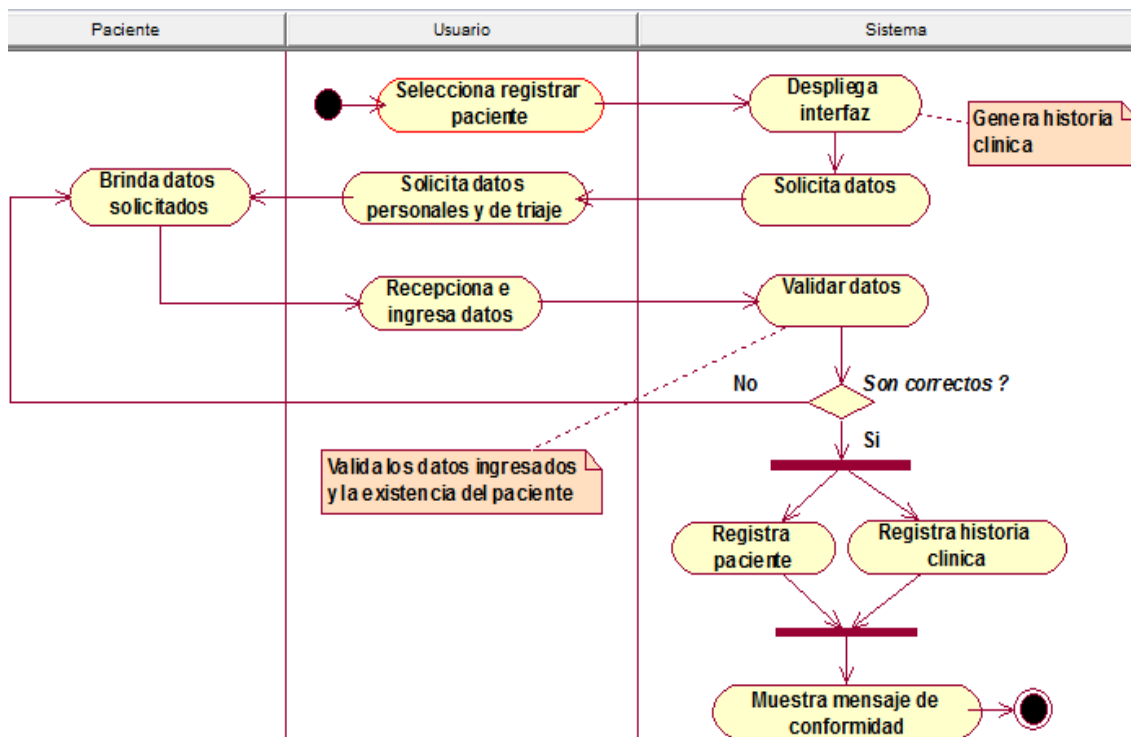 Paciente
Usuario
Sistema
Selecciona registrar
paciente
Despliega
interfaz
Genera historia
clinica
Brinda datos
solicitados
Solicita datos
personales y de triaje
Solicita datos
Recepciona e
ingresa datos
Validar datos
No
Son correctos ?
Si
Valida los datos ingresados
y la existencia del paciente
Registra
paciente
Registra historia
clinica
Muestra mensaje de
conformidad